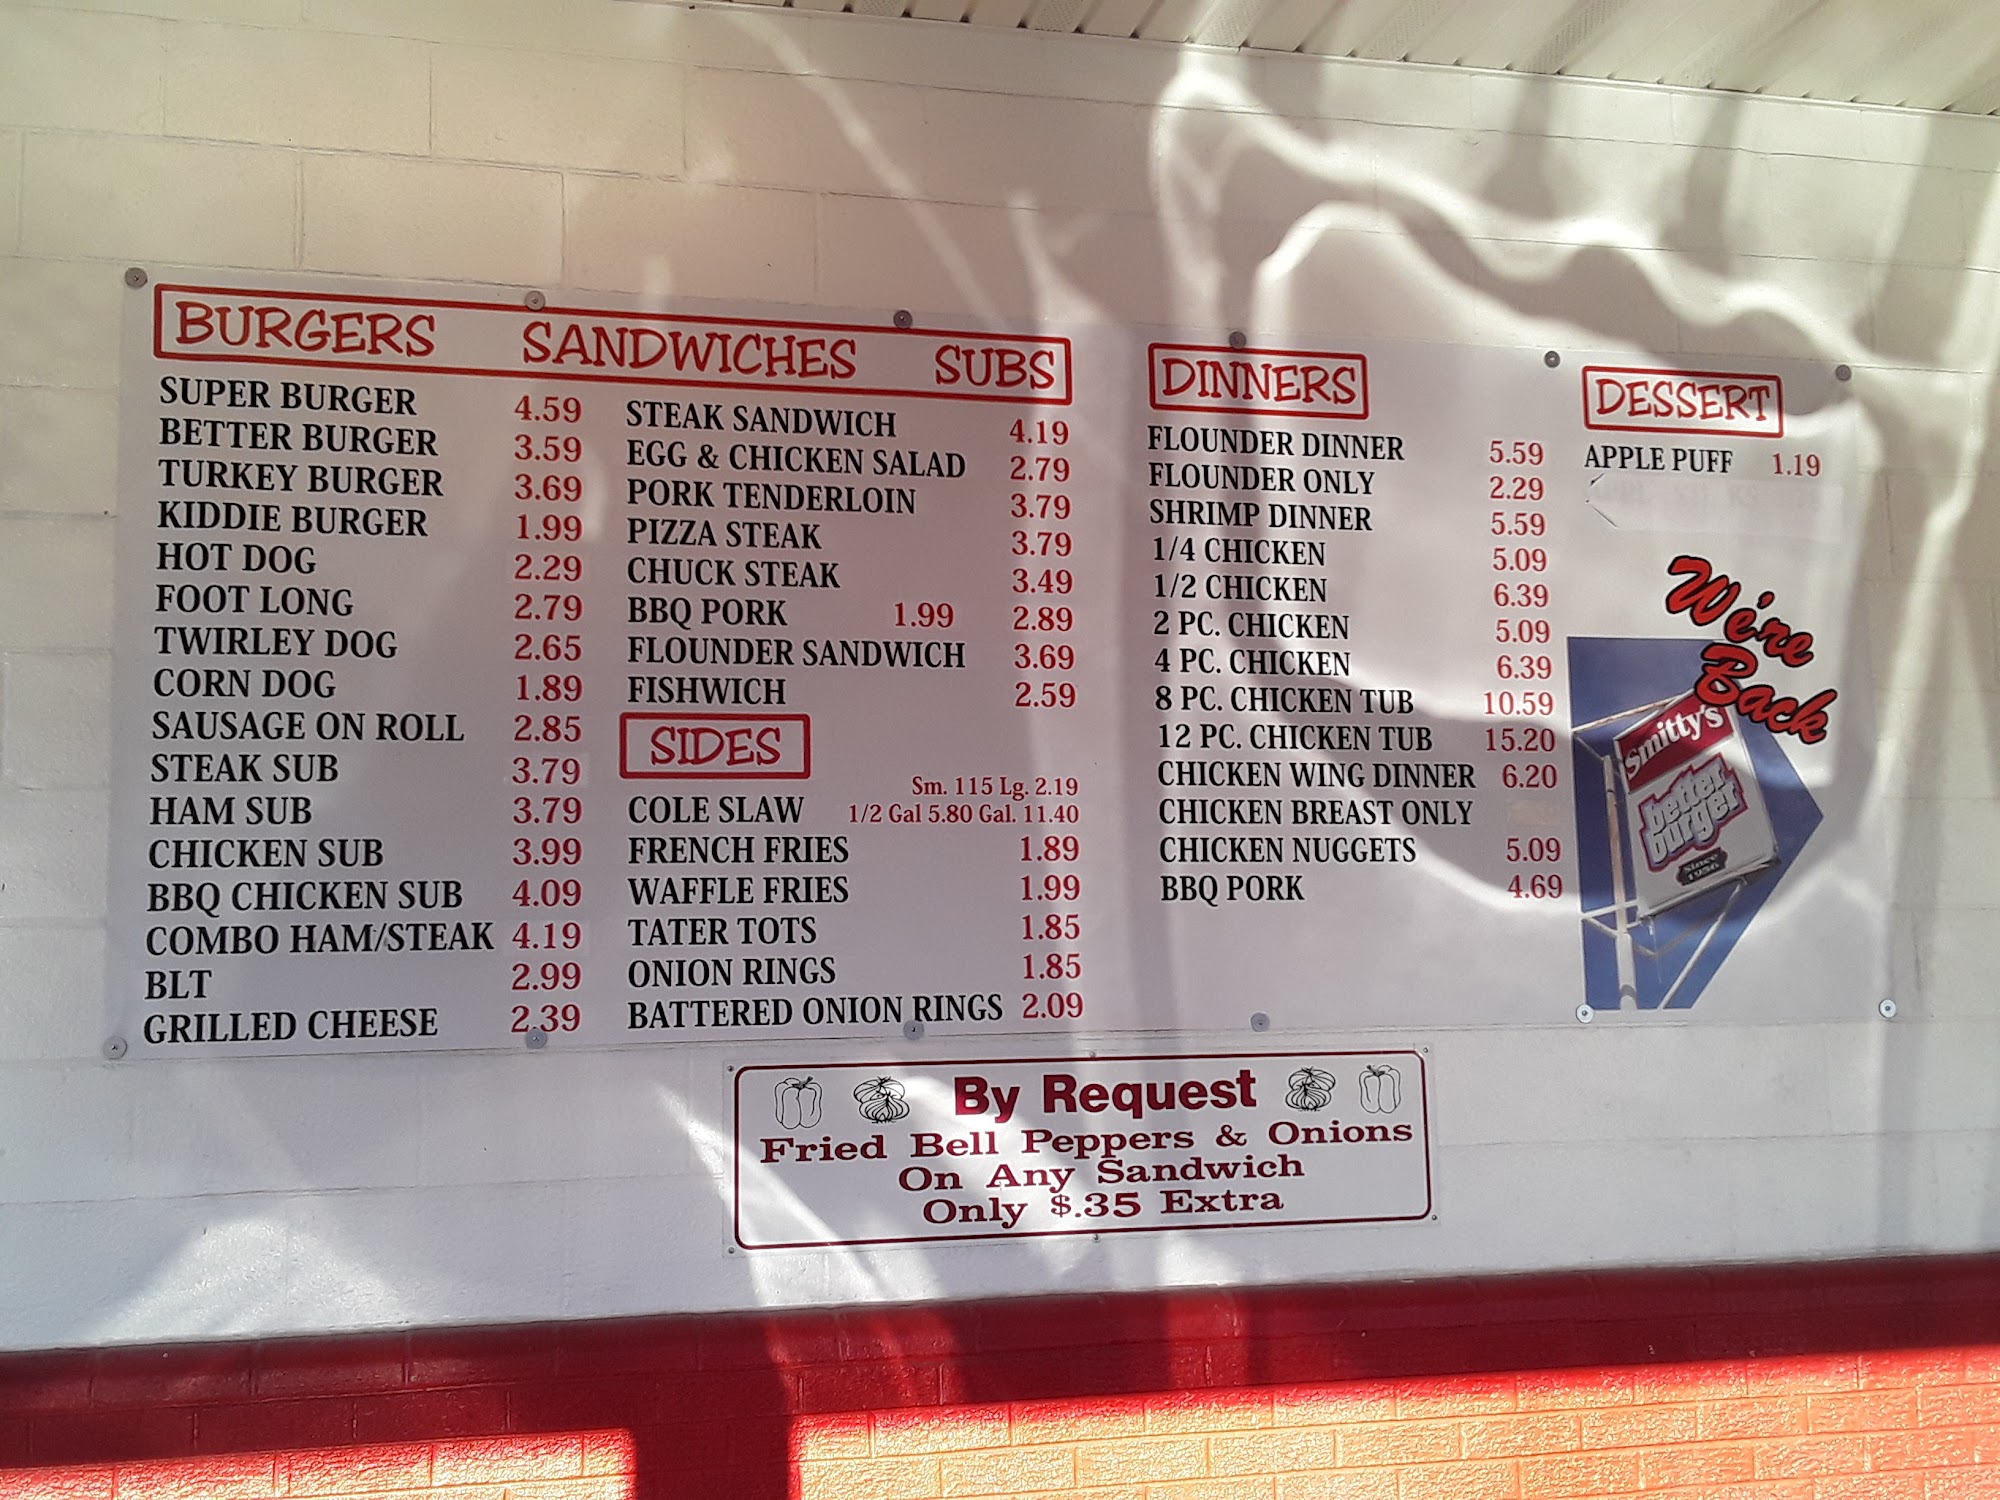 BURGERS SANDWICHES SUBS
SUPER BURGER 4.59
BETTER BURGER 3.59
TURKEY BURGER 3.69
KIDDIE BURGER 1.99
HOT DOG 2.29
FOOT LONG 2.79
TWIRLEY DOG 2.65
CORN DOG 1.89
SAUSAGE ON ROLL 2.85
STEAK SUB 3.79
HAM SUB 3.79
CHICKEN SUB 3.99
BBQ CHICKEN SUB 4.09
COMBO HAM/STEAK 4.19
BLT 2.99
GRILLED CHEESE 2.39
STEAK SANDWICH 4.19
EGG & CHICKEN SALAD 2.79
PORK TENDERLOIN 3.79
PIZZA STEAK 3.79
CHUCK STEAK 3.49
BBQ PORK 1.99 2.89
FLOUNDER SANDWICH 3.69
FISHWICH 2.59
SIDES
Sm. 115 Lg. 2.19
COLE SLAW 1/2 Gal 5.80 Gal. 11.40
FRENCH FRIES 1.89
WAFFLE FRIES 1.99
TATER TOTS 1.85
ONION RINGS 1.85
BATTERED ONION RINGS 2.09
DINNERS
FLOUNDER DINNER 5.59
FLOUNDER ONLY 2.29
SHRIMP DINNER 5.59
1/4 CHICKEN 5.09
1/2 CHICKEN 6.39
2 PC. CHICKEN 5.09
4 PC. CHICKEN 6.39
8 PC. CHICKEN TUB 10.59
12 PC. CHICKEN TUB 15.20
CHICKEN WING DINNER 6.20
CHICKEN BREAST ONLY
CHICKEN NUGGETS 5.09
BBQ PORK 4.69
DESSERT
APPLE PUFF 1.19
We're
Back
Smitty's
better
burger
Since
1956
By Request
Fried Bell Peppers & Onions
On Any Sandwich
Only $.35 Extra